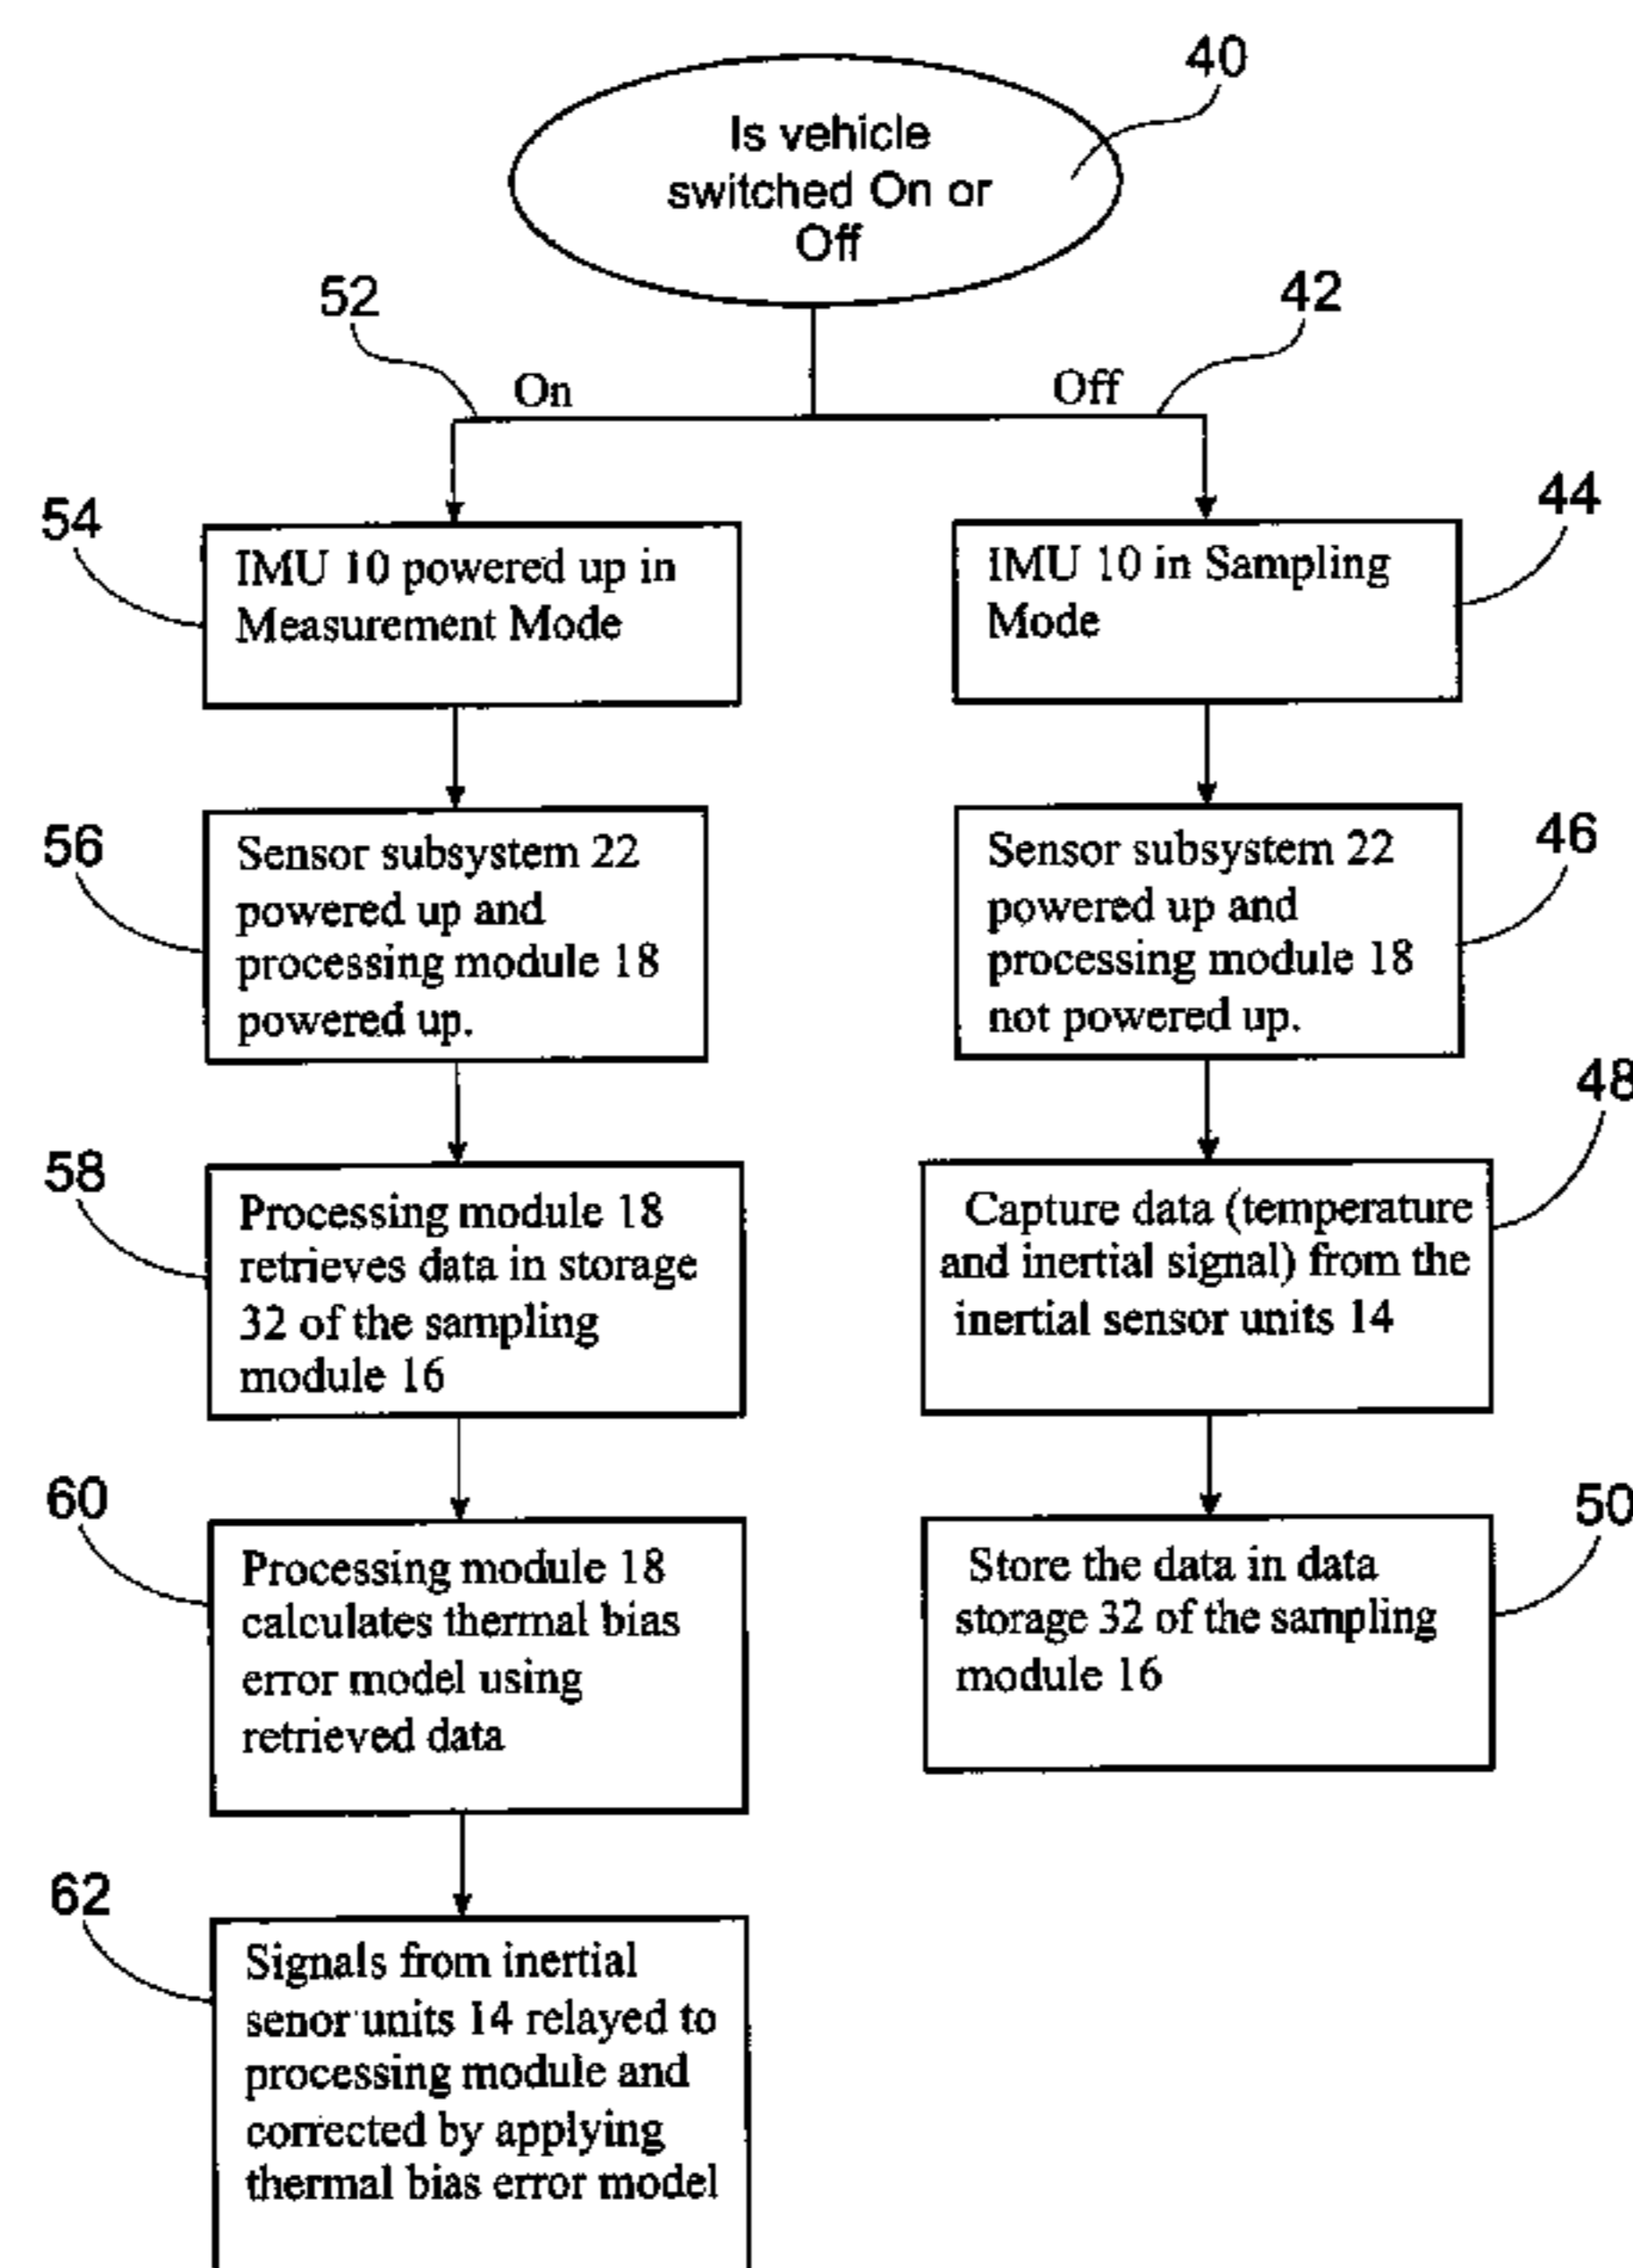 40
Is vehicle
switched On or
Off
52
42
On
Off
54
IMU 10 powered up in
Measurement Mode
44
IMU 10 in Sampling
Mode
56
Sensor subsystem 22
powered up and
processing module 18
powered up.
46
Sensor subsystem 22
powered up and
processing module 18
not powered up.
58
Processing module 18
retrieves data in storage
32 of the sampling
module 16
48
Capture data (temperature
and inertial signal) from the
inertial sensor units 14
60
Processing module 18
calculates thermal bias
error model using
retrieved data
50
Store the data in data
storage 32 of the sampling
module 16
62
Signals from inertial
senor units 14 relayed to
processing module and
corrected by applying
thermal bias error model